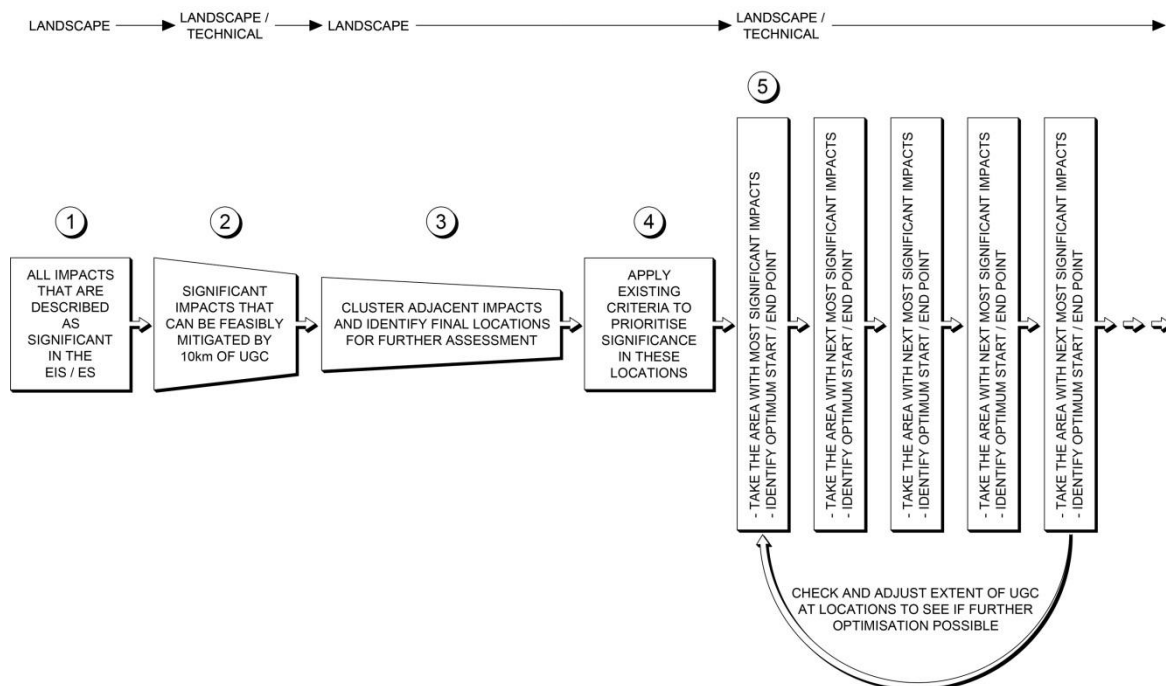 LANDSCAPE
LANDSCAPE /
TECHNICAL
LANDSCAPE
LANDSCAPE /
TECHNICAL
1
ALL IMPACTS
THAT ARE
DESCRIBED
AS
SIGNIFICANT
IN THE
EIS / ES
2
SIGNIFICANT
IMPACTS THAT
CAN BE FEASIBLY
MITIGATED BY
10km OF UGC
3
CLUSTER ADJACENT IMPACTS
AND IDENTIFY FINAL LOCATIONS
FOR FURTHER ASSESSMENT
4
APPLY
EXISTING
CRITERIA TO
PRIORITISE
SIGNIFICANCE
IN THESE
LOCATIONS
5
- TAKE THE AREA WITH MOST SIGNIFICANT IMPACTS
- IDENTIFY OPTIMUM START / END POINT
- TAKE THE AREA WITH NEXT MOST SIGNIFICANT IMPACTS
- IDENTIFY OPTIMUM START / END POINT
- TAKE THE AREA WITH NEXT MOST SIGNIFICANT IMPACTS
- IDENTIFY OPTIMUM START / END POINT
- TAKE THE AREA WITH NEXT MOST SIGNIFICANT IMPACTS
- IDENTIFY OPTIMUM START / END POINT
- TAKE THE AREA WITH NEXT MOST SIGNIFICANT IMPACTS
- IDENTIFY OPTIMUM START / END POINT
CHECK AND ADJUST EXTENT OF UGC
AT LOCATIONS TO SEE IF FURTHER
OPTIMISATION POSSIBLE